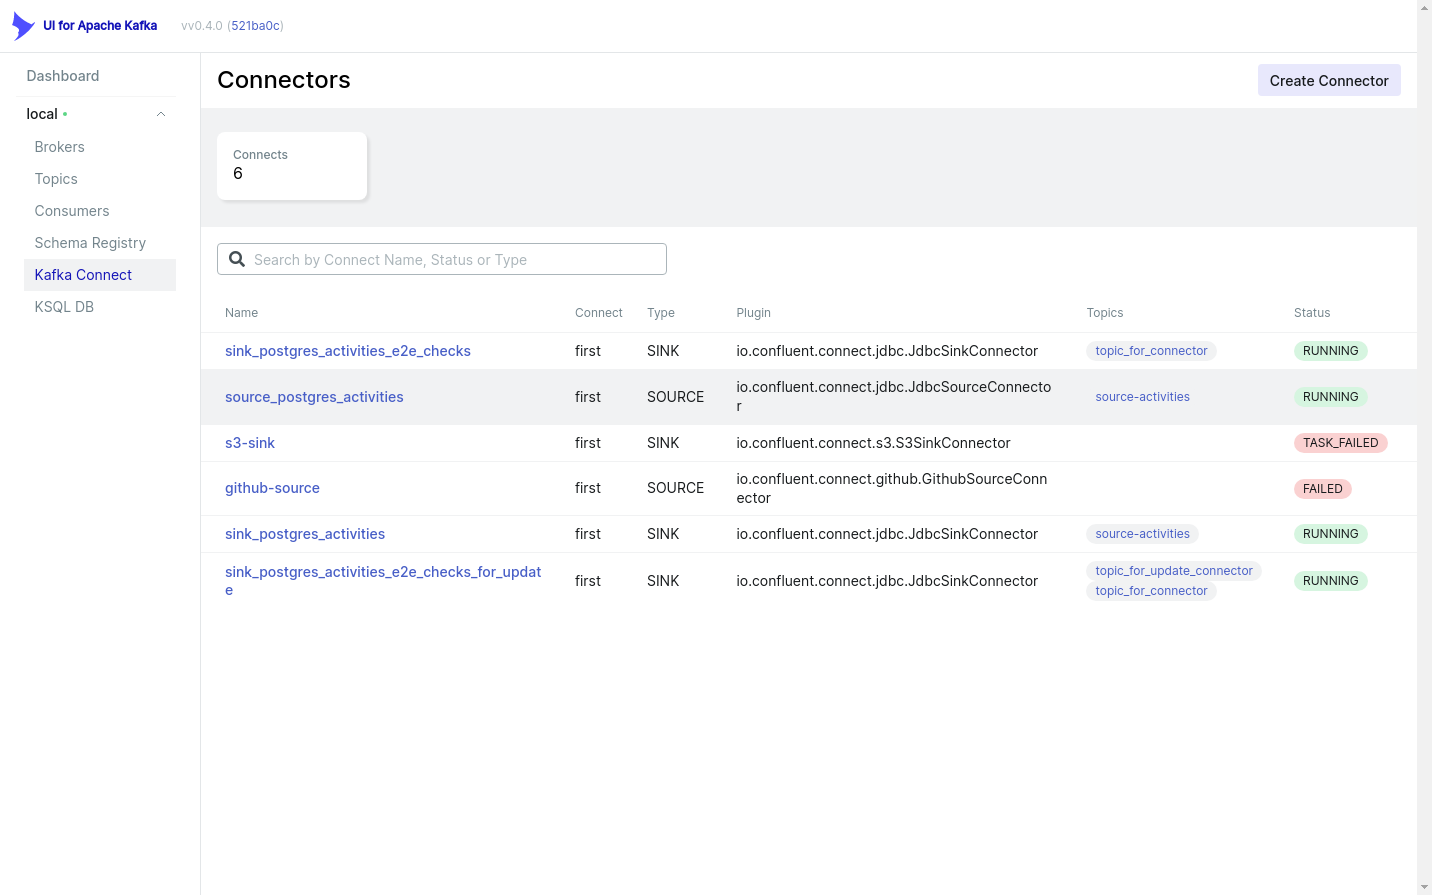 UI for Apache Kafka
vv0.4.0 (521ba0c)
Dashboard
local
Brokers
Topics
Consumers
Schema Registry
Kafka Connect
KSQL DB
Connectors
Create Connector
Connects
6
Search by Connect Name, Status or Type
Name Connect Type Plugin Topics Status
sink_postgres_activities_e2e_checks first SINK io.confluent.connect.jdbc.JdbcSinkConnector topic_for_connector RUNNING
source_postgres_activities first SOURCE io.confluent.connect.jdbc.JdbcSourceConnecto source-activities RUNNING
r
s3-sink first SINK io.confluent.connect.s3.S3SinkConnector TASK_FAILED
github-source first SOURCE io.confluent.connect.github.GithubSourceConn FAILED
ector
sink_postgres_activities first SINK io.confluent.connect.jdbc.JdbcSinkConnector source-activities RUNNING
sink_postgres_activities_e2e_checks_for_updat first SINK io.confluent.connect.jdbc.JdbcSinkConnector topic_for_update_connector RUNNING
e topic_for_connector